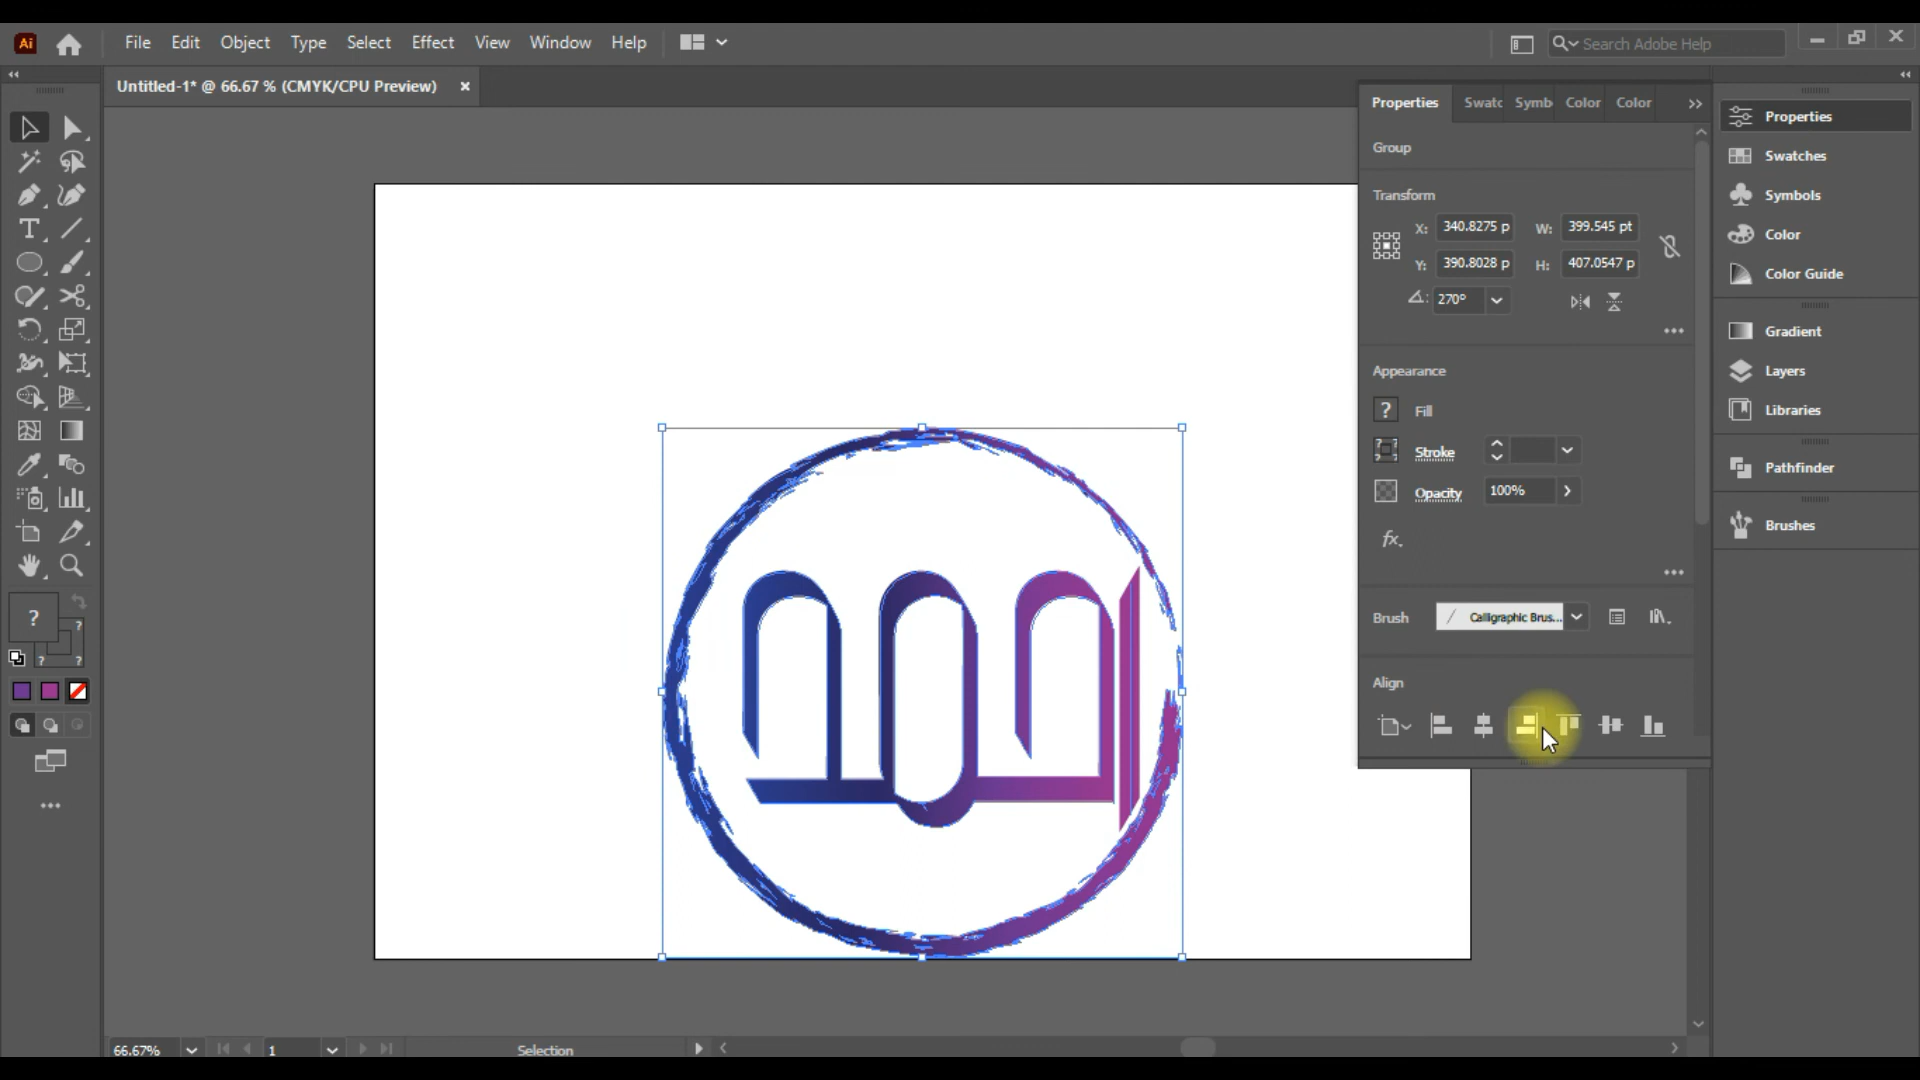 Ai
File Edit Object Type Select Effect View Window Help
Search Adobe Help
Untitled-1* @ 66.67 % (CMYK/CPU Preview)
Properties Swatc Symb Color Color
Group
Transform
X: 340.8275 p W: 399.545 pt
Y: 390.8028 p H: 407.0547 p
270°
Appearance
? Fill
Stroke
Opacity 100%
fx.
Brush Calligraphic Brus...
Align
Properties
Swatches
Symbols
Color
Color Guide
Gradient
Layers
Libraries
Pathfinder
Brushes
T
? ?
? ?
66.67% 1 Selection